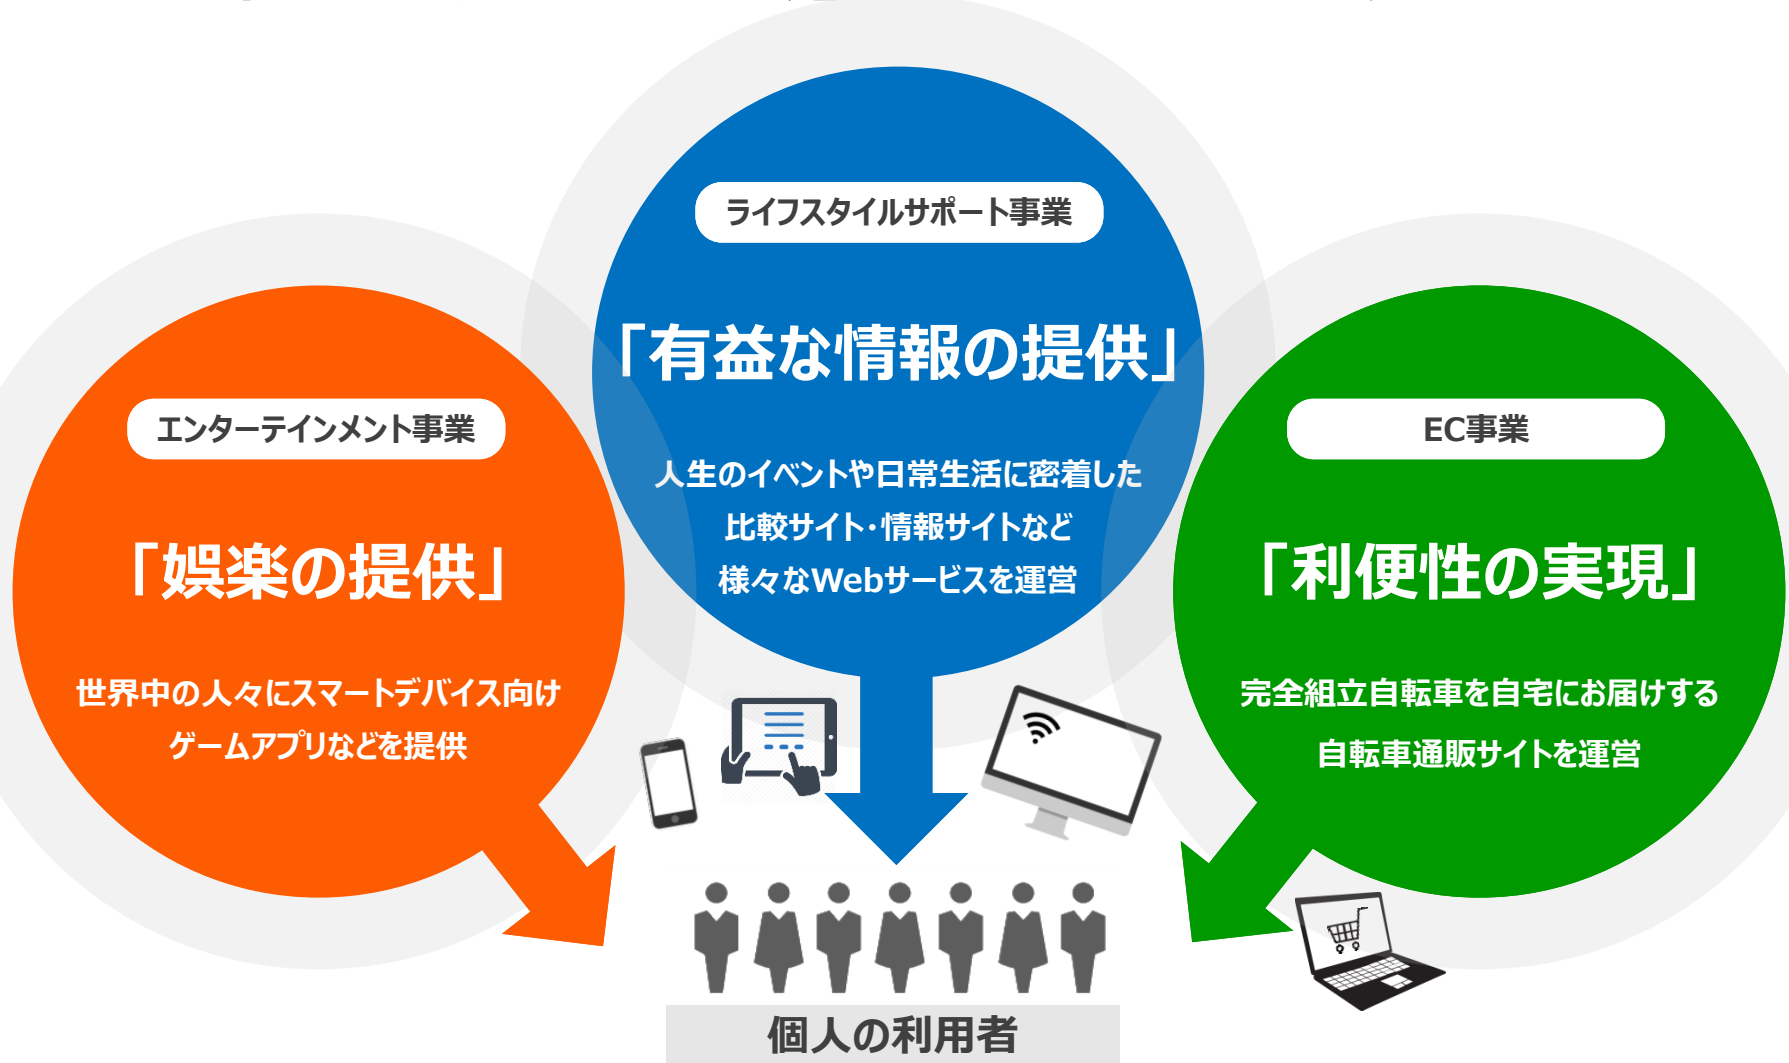 ライフスタイルサポート事業
「有益な情報の提供」
人生のイベントや日常生活に密着した
比較サイト・情報サイトなど
様々なWebサービスを運営
エンターテインメント事業
「娯楽の提供」
世界中の人々にスマートデバイス向け
ゲームアプリなどを提供
EC事業
「利便性の実現」
完全組立自転車を自宅にお届けする
自転車通販サイトを運営
個人の利用者